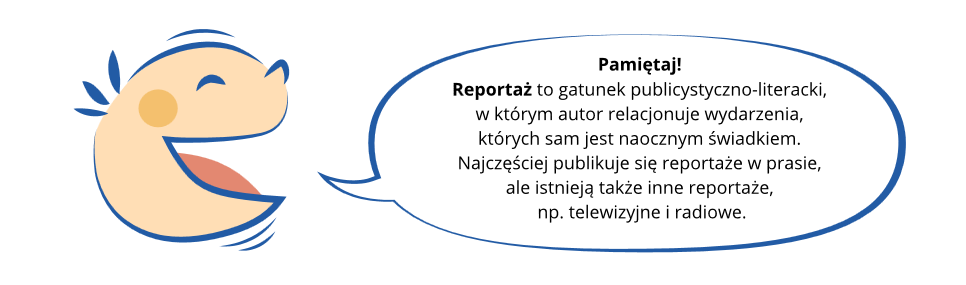 Pamiętaj!
Reportaż to gatunek publicystyczno-literacki,
w którym autor relacjonuje wydarzenia,
których sam jest naocznym świadkiem.
Najczęściej publikuje się reportaże w prasie,
ale istnieją także inne reportaże,
np. telewizyjne i radiowe.